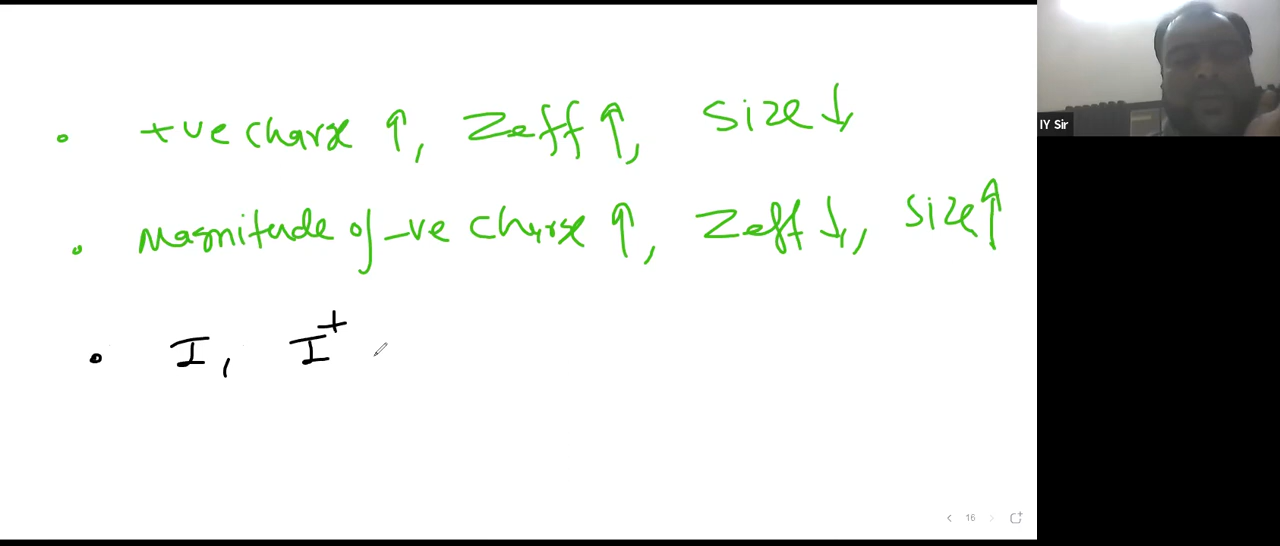 • +ve charge ↑, Zeff ↑, Size ↓
• Magnitude of -ve charge ↑, Zeff ↓, Size ↑
• I, I⁺
IY Sir
< 16 >